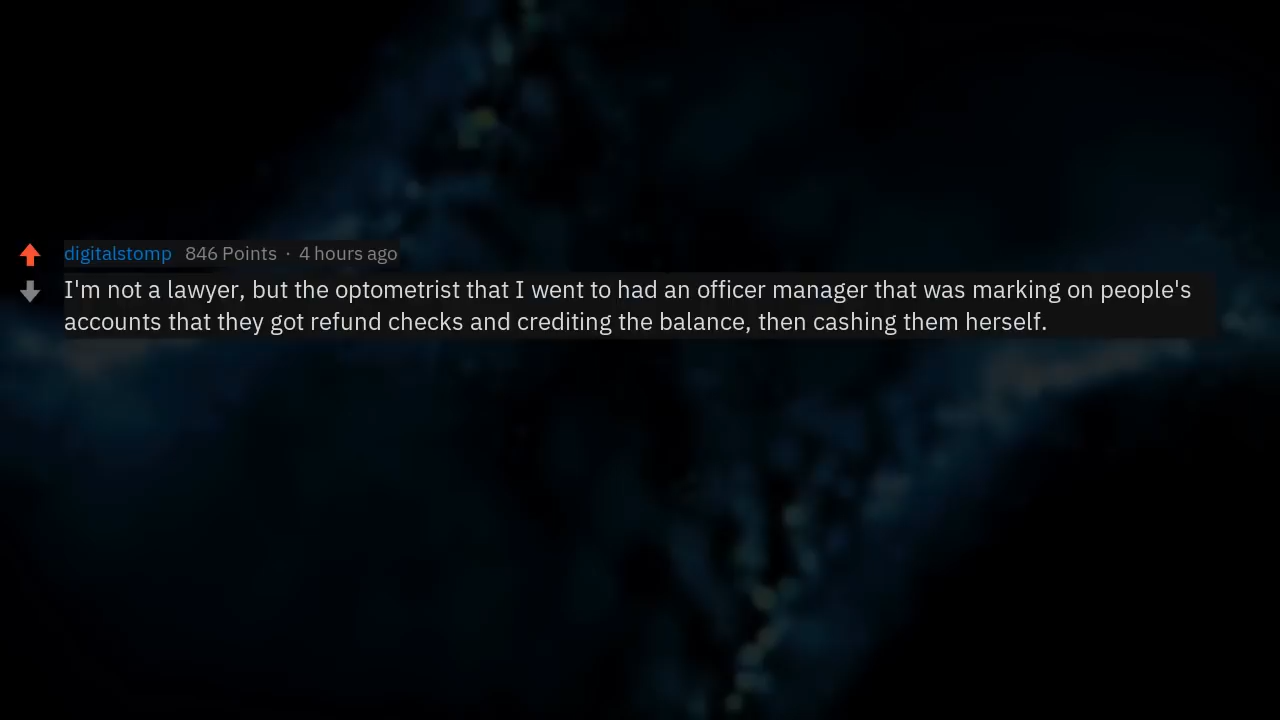 digitalstomp 846 Points · 4 hours ago
I'm not a lawyer, but the optometrist that I went to had an officer manager that was marking on people's
accounts that they got refund checks and crediting the balance, then cashing them herself.